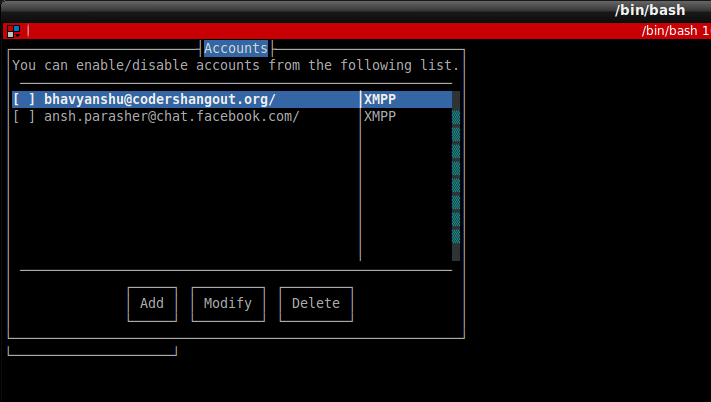 /bin/bash
/bin/bash 1
Accounts
You can enable/disable accounts from the following list.
[ ] bhavyanshu@codershangout.org/ XMPP
[ ] ansh.parasher@chat.facebook.com/ XMPP
Add Modify Delete